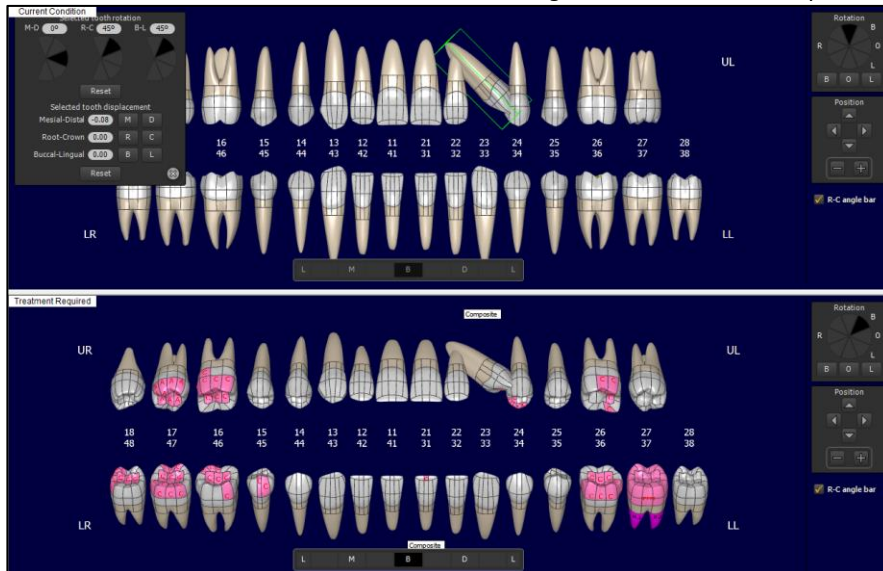 Current Condition
Selected tooth rotation
M-D 0º R-C 45º B-L 45º
Reset
Selected tooth displacement
Mesial-Distal -0.08 M D
Root-Crown 0.00 R C
Buccal-Lingual 0.00 B L
Reset
UL
16 15 14 13 12 11 21 22 23 24 25 26 27 28
46 45 44 43 42 41 31 32 33 34 35 36 37 38
LR
LL
L M B D L
Rotation
B
R O
L
B O L
Position
R-C angle bar
Treatment Required
Composite
UR
UL
18 17 16 15 14 13 12 11 21 22 23 24 25 26 27 28
48 47 46 45 44 43 42 41 31 32 33 34 35 36 37 38
LR
LL
Composite
L M B D L
Rotation
B
R O
L
B O L
Position
R-C angle bar